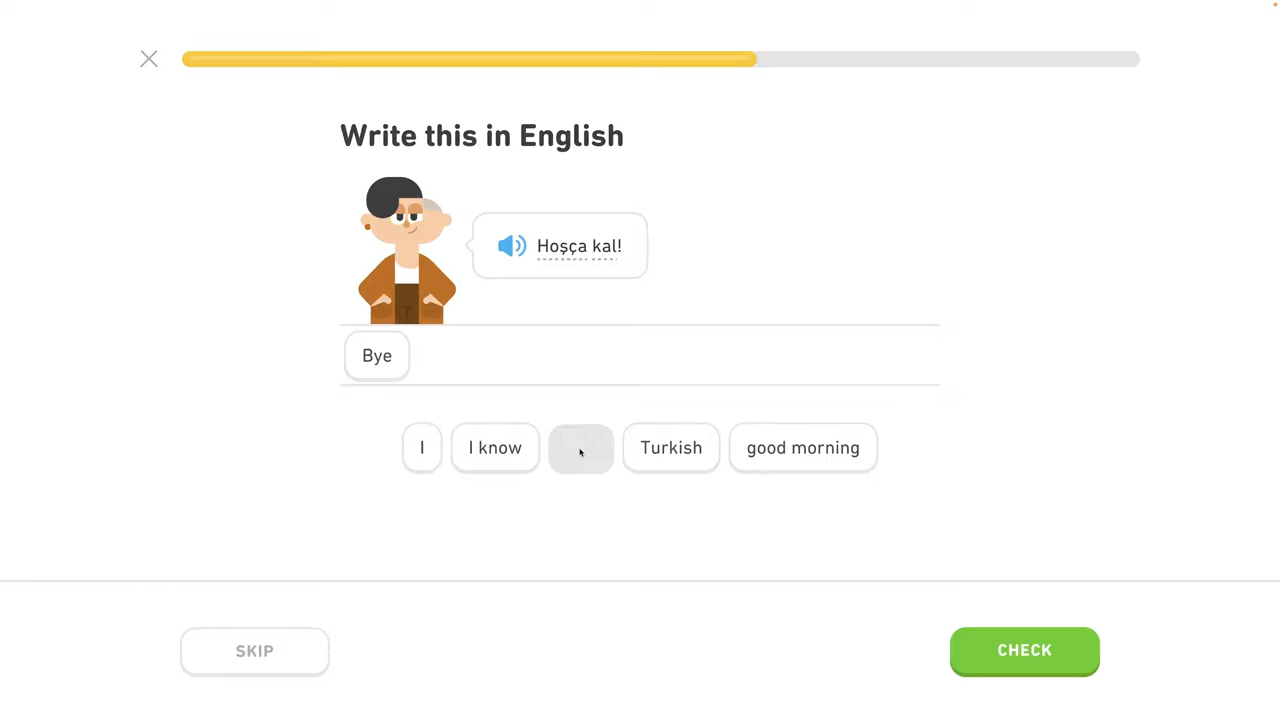 Write this in English
Hoşça kal!
Bye
I
I know
Turkish
good morning
SKIP
CHECK